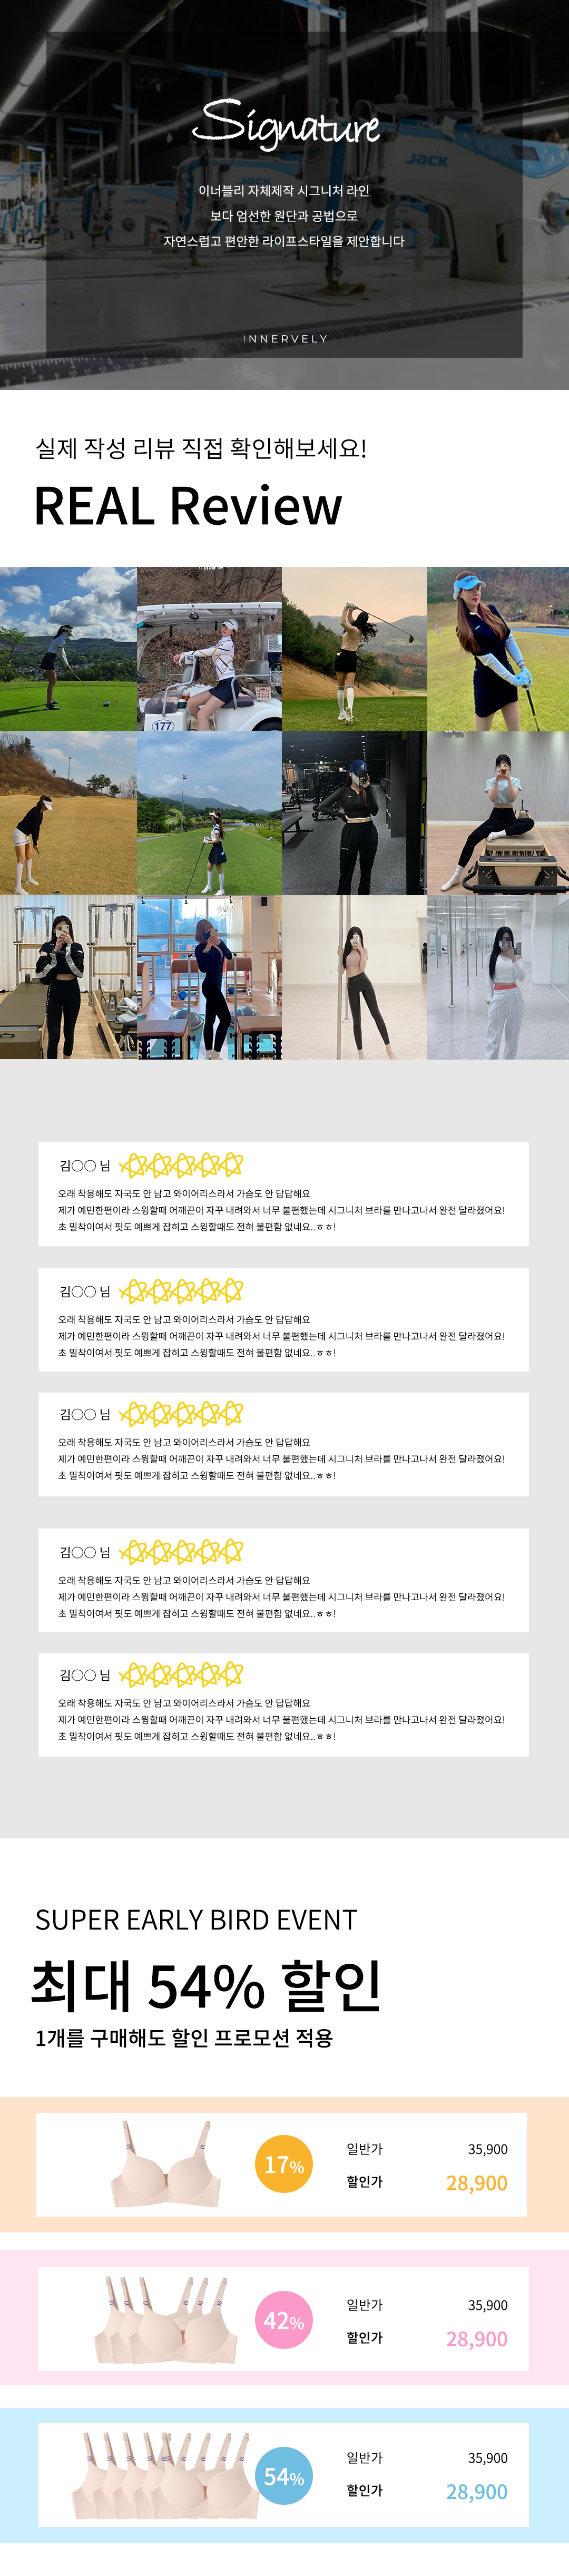 Signature
이너블리 자체제작 시그니처 라인
보다 엄선한 원단과 공법으로
자연스럽고 편안한 라이프스타일을 제안합니다
JACK
JACK
INNERVELY
실제 작성 리뷰 직접 확인해보세요!
REAL Review
177
김○○ 님
오래 착용해도 자국도 안 남고 와이어리스라서 가슴도 안 답답해요
제가 예민한편이라 스윙할때 어깨끈이 자꾸 내려와서 너무 불편했는데 시그니처 브라를 만나고나서 완전 달라졌어요!
초 밀착이여서 핏도 예쁘게 잡히고 스윙할때도 전혀 불편함 없네요..ㅎㅎ!
김○○ 님
오래 착용해도 자국도 안 남고 와이어리스라서 가슴도 안 답답해요
제가 예민한편이라 스윙할때 어깨끈이 자꾸 내려와서 너무 불편했는데 시그니처 브라를 만나고나서 완전 달라졌어요!
초 밀착이여서 핏도 예쁘게 잡히고 스윙할때도 전혀 불편함 없네요..ㅎㅎ!
김○○ 님
오래 착용해도 자국도 안 남고 와이어리스라서 가슴도 안 답답해요
제가 예민한편이라 스윙할때 어깨끈이 자꾸 내려와서 너무 불편했는데 시그니처 브라를 만나고나서 완전 달라졌어요!
초 밀착이여서 핏도 예쁘게 잡히고 스윙할때도 전혀 불편함 없네요..ㅎㅎ!
김○○ 님
오래 착용해도 자국도 안 남고 와이어리스라서 가슴도 안 답답해요
제가 예민한편이라 스윙할때 어깨끈이 자꾸 내려와서 너무 불편했는데 시그니처 브라를 만나고나서 완전 달라졌어요!
초 밀착이여서 핏도 예쁘게 잡히고 스윙할때도 전혀 불편함 없네요..ㅎㅎ!
김○○ 님
오래 착용해도 자국도 안 남고 와이어리스라서 가슴도 안 답답해요
제가 예민한편이라 스윙할때 어깨끈이 자꾸 내려와서 너무 불편했는데 시그니처 브라를 만나고나서 완전 달라졌어요!
초 밀착이여서 핏도 예쁘게 잡히고 스윙할때도 전혀 불편함 없네요..ㅎㅎ!
SUPER EARLY BIRD EVENT
최대 54% 할인
1개를 구매해도 할인 프로모션 적용
17%
일반가 35,900
할인가 28,900
42%
일반가 35,900
할인가 28,900
54%
일반가 35,900
할인가 28,900